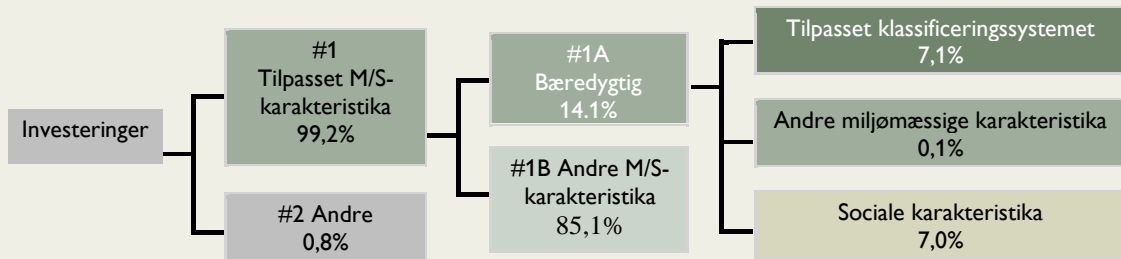 Investeringer
#1
Tilpasset M/S-
karakteristika
99,2%
#2 Andre
0,8%
#1A
Bæredygtig
14.1%
#1B Andre M/S-
karakteristika
85,1%
Tilpasset klassificeringssystemet
7,1%
Andre miljømæssige karakteristika
0,1%
Sociale karakteristika
7,0%